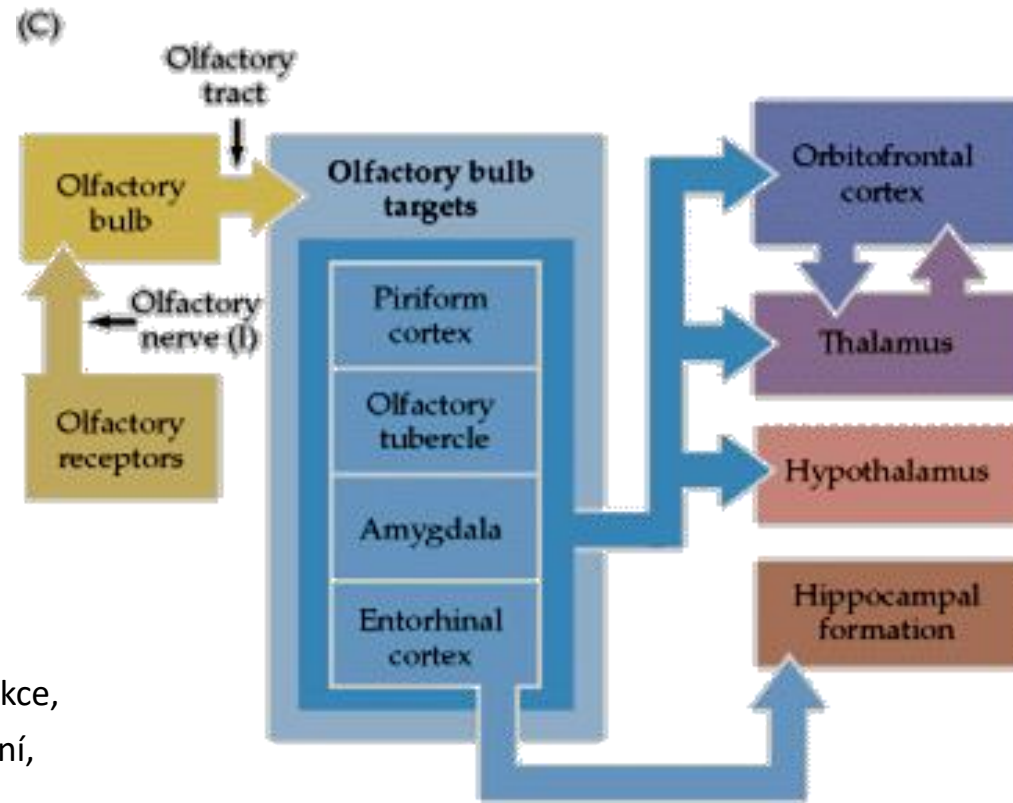 (C)
Olfactory
tract
Olfactory
bulb
Olfactory bulb
targets
Orbitofrontal
cortex
Olfactory
nerve (I)
Piriform
cortex
Thalamus
Olfactory
receptors
Olfactory
tubercle
Hypothalamus
Amygdala
Entorhinal
cortex
Hippocampal
formation
kce,
ní,